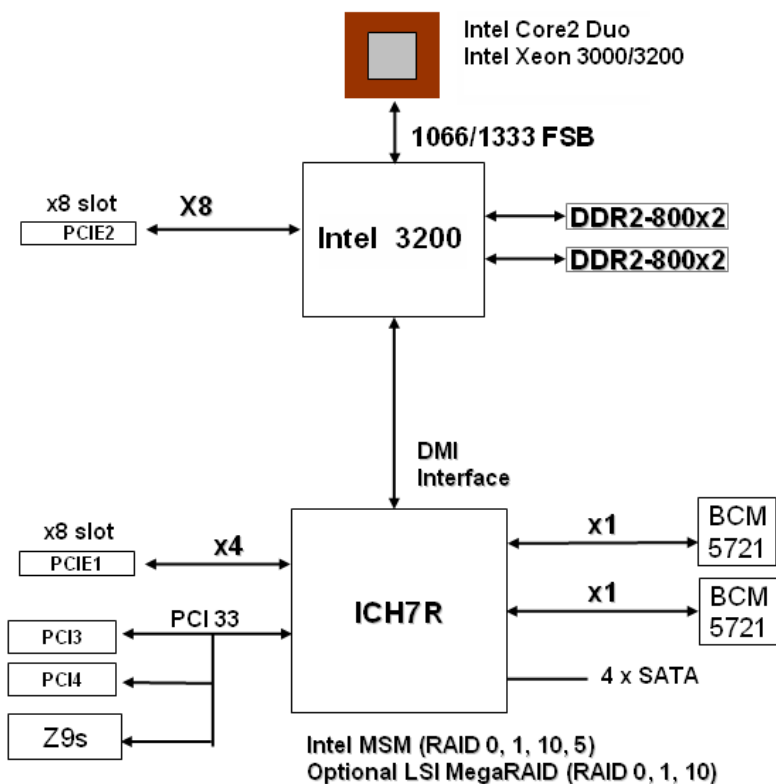 Intel Core2 Duo
Intel Xeon 3000/3200
1066/1333 FSB
x8 slot
PCIE2
X8
Intel 3200
DDR2-800x2
DDR2-800x2
DMI
Interface
x8 slot
PCIE1
x4
ICH7R
x1
BCM
5721
x1
BCM
5721
PCI 33
PCI3
PCI4
Z9s
4 x SATA
Intel MSM (RAID 0, 1, 10, 5)
Optional LSI MegaRAID (RAID 0, 1, 10)